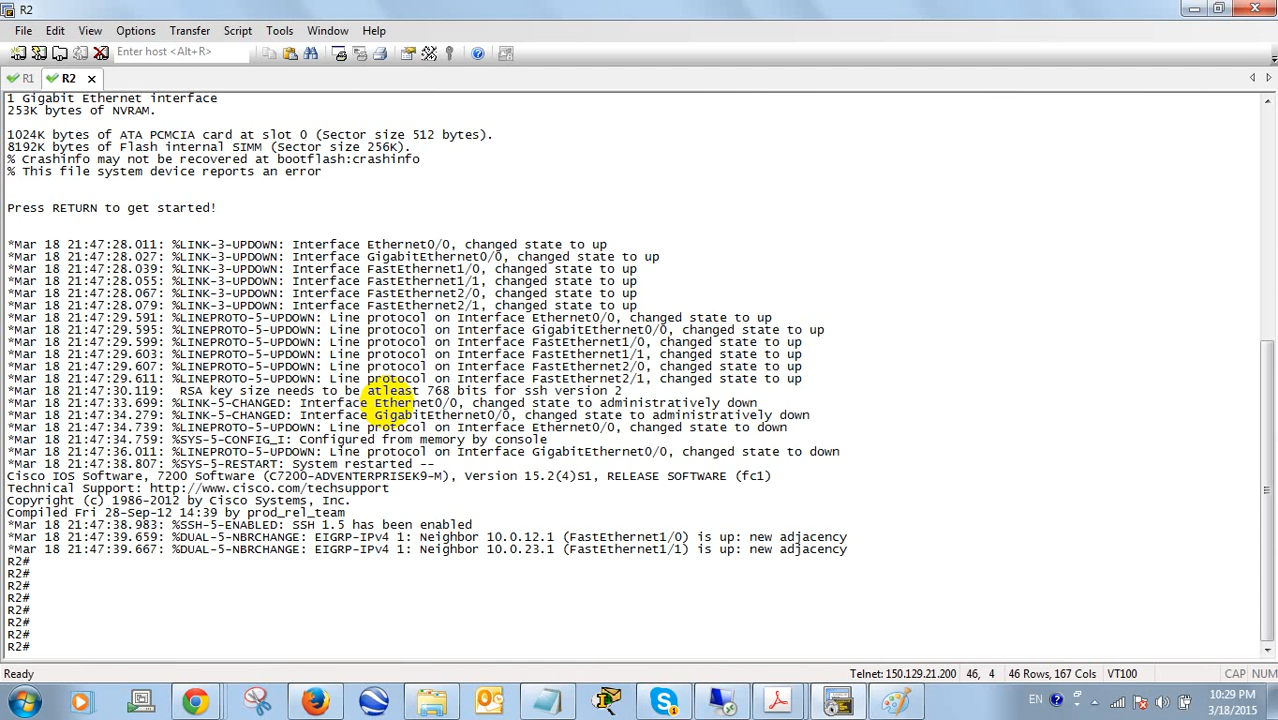 R2
File Edit View Options Transfer Script Tools Window Help
Enter host <Alt+R>
R1 R2
1 Gigabit Ethernet interface
253K bytes of NVRAM.
1024K bytes of ATA PCMCIA card at slot 0 (Sector size 512 bytes).
8192K bytes of Flash internal SIMM (Sector size 256K).
% Crashinfo may not be recovered at bootflash:crashinfo
% This file system device reports an error
Press RETURN to get started!
*Mar 18 21:47:28.011: %LINK-3-UPDOWN: Interface Ethernet0/0, changed state to up
*Mar 18 21:47:28.027: %LINK-3-UPDOWN: Interface GigabitEthernet0/0, changed state to up
*Mar 18 21:47:28.039: %LINK-3-UPDOWN: Interface FastEthernet1/0, changed state to up
*Mar 18 21:47:28.055: %LINK-3-UPDOWN: Interface FastEthernet1/1, changed state to up
*Mar 18 21:47:28.067: %LINK-3-UPDOWN: Interface FastEthernet2/0, changed state to up
*Mar 18 21:47:28.079: %LINK-3-UPDOWN: Interface FastEthernet2/1, changed state to up
*Mar 18 21:47:29.591: %LINEPROTO-5-UPDOWN: Line protocol on Interface Ethernet0/0, changed state to up
*Mar 18 21:47:29.595: %LINEPROTO-5-UPDOWN: Line protocol on Interface GigabitEthernet0/0, changed state to up
*Mar 18 21:47:29.599: %LINEPROTO-5-UPDOWN: Line protocol on Interface FastEthernet1/0, changed state to up
*Mar 18 21:47:29.603: %LINEPROTO-5-UPDOWN: Line protocol on Interface FastEthernet1/1, changed state to up
*Mar 18 21:47:29.607: %LINEPROTO-5-UPDOWN: Line protocol on Interface FastEthernet2/0, changed state to up
*Mar 18 21:47:29.611: %LINEPROTO-5-UPDOWN: Line protocol on Interface FastEthernet2/1, changed state to up
*Mar 18 21:47:30.119: RSA key size needs to be atleast 768 bits for ssh version 2
*Mar 18 21:47:33.699: %LINK-5-CHANGED: Interface Ethernet0/0, changed state to administratively down
*Mar 18 21:47:34.279: %LINK-5-CHANGED: Interface GigabitEthernet0/0, changed state to administratively down
*Mar 18 21:47:34.739: %LINEPROTO-5-UPDOWN: Line protocol on Interface Ethernet0/0, changed state to down
*Mar 18 21:47:34.759: %SYS-5-CONFIG_I: Configured from memory by console
*Mar 18 21:47:36.011: %LINEPROTO-5-UPDOWN: Line protocol on Interface GigabitEthernet0/0, changed state to down
*Mar 18 21:47:38.807: %SYS-5-RESTART: System restarted --
Cisco IOS Software, 7200 Software (C7200-ADVENTERPRISEK9-M), Version 15.2(4)S1, RELEASE SOFTWARE (fc1)
Technical Support: http://www.cisco.com/techsupport
Copyright (c) 1986-2012 by Cisco Systems, Inc.
Compiled Fri 28-Sep-12 14:39 by prod_rel_team
*Mar 18 21:47:38.983: %SSH-5-ENABLED: SSH 1.5 has been enabled
*Mar 18 21:47:39.659: %DUAL-5-NBRCHANGE: EIGRP-IPv4 1: Neighbor 10.0.12.1 (FastEthernet1/0) is up: new adjacency
*Mar 18 21:47:39.667: %DUAL-5-NBRCHANGE: EIGRP-IPv4 1: Neighbor 10.0.23.1 (FastEthernet1/1) is up: new adjacency
R2#
R2#
R2#
R2#
R2#
R2#
R2#
R2#
Ready Telnet: 150.129.21.200 46, 4 46 Rows, 167 Cols VT100 CAP NUM
EN 10:29 PM
3/18/2015